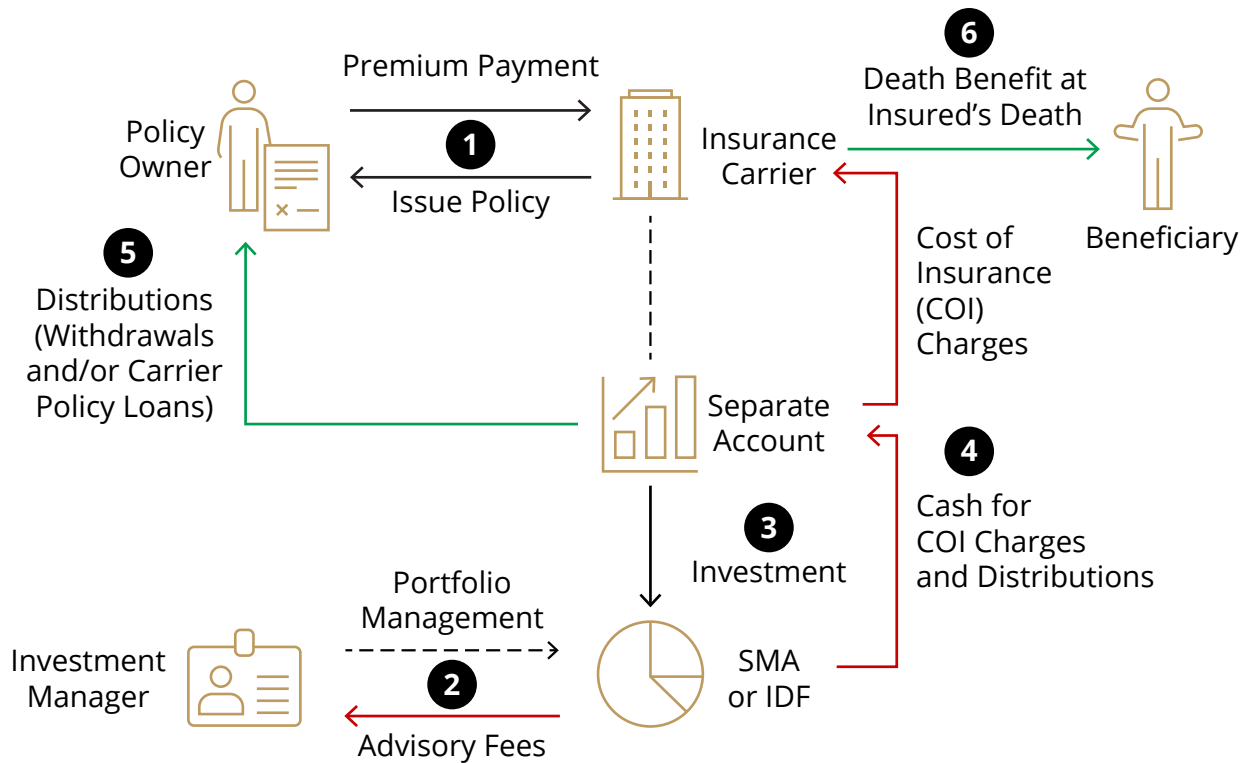 6
Premium Payment
Death Benefit at
Insured’s Death
Policy
Owner
1
Insurance
Carrier
Issue Policy
Beneficiary
5
Distributions
(Withdrawals
and/or Carrier
Policy Loans)
Cost of
Insurance
(COI)
Charges
Separate
Account
4
Cash for
COI Charges
and Distributions
3
Investment
Portfolio
Management
Investment
Manager
2
SMA
or IDF
Advisory Fees